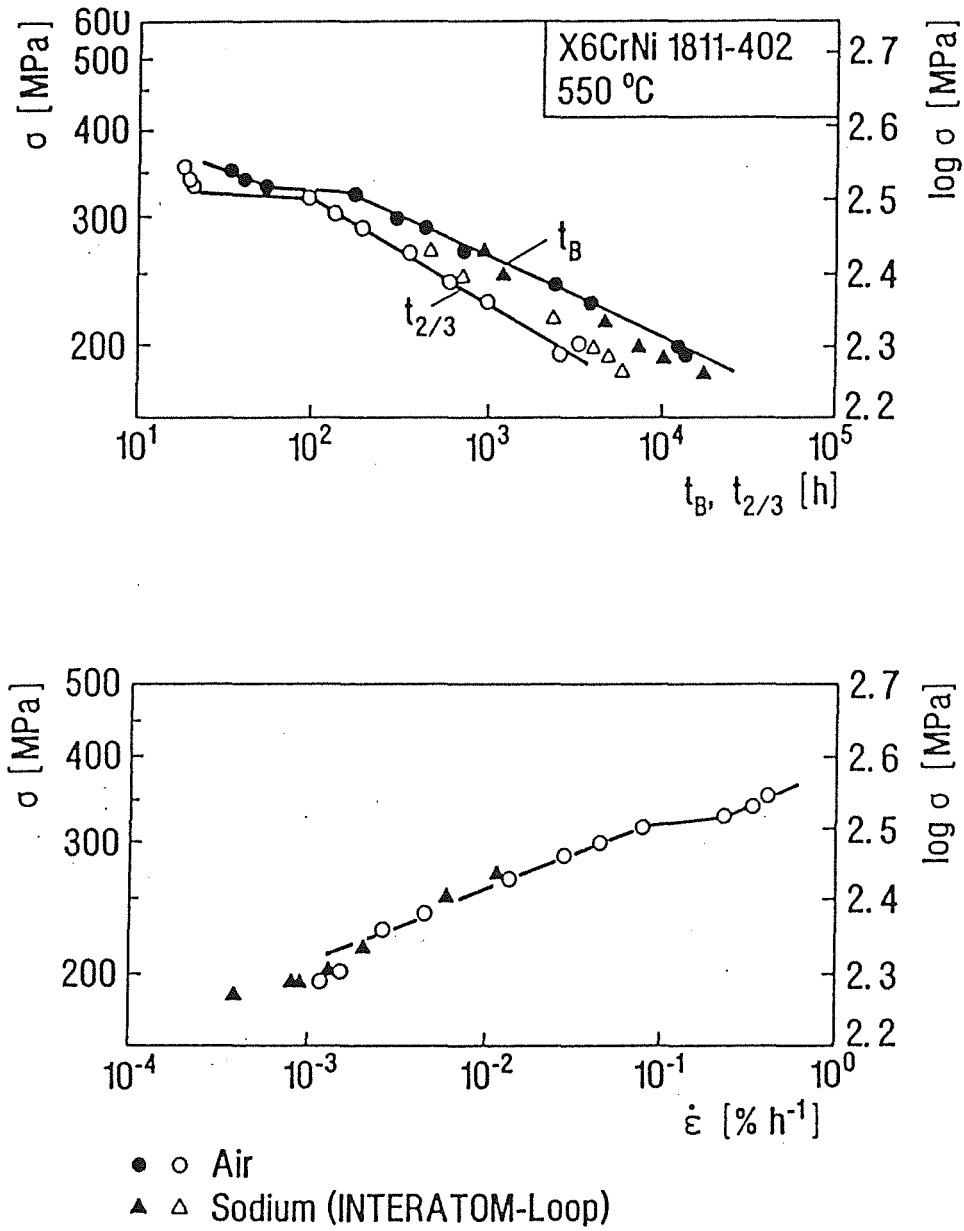 600
500
400
300
200
σ [MPa]
X6CrNi 1811-402
550 °C
2.7
2.6
2.5
2.4
2.3
2.2
log σ [MPa]
t_B
t_2/3
10^1 10^2 10^3 10^4 10^5
t_B, t_2/3 [h]
500
400
300
200
σ [MPa]
2.7
2.6
2.5
2.4
2.3
2.2
log σ [MPa]
10^-4 10^-3 10^-2 10^-1 10^0
ε̇ [% h^-1]
Air
Sodium (INTERATOM-Loop)